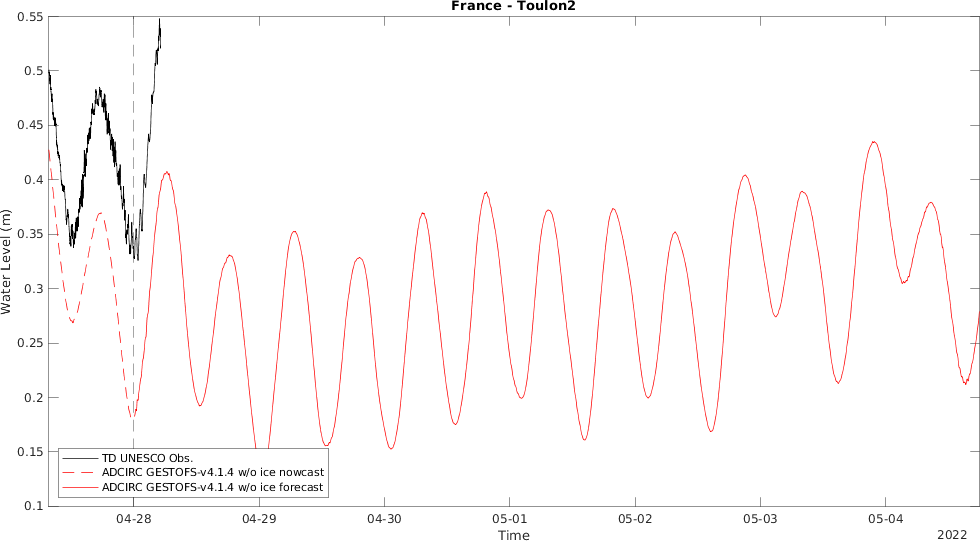 France - Toulon2
0.55
0.5
0.45
0.4
0.35
0.3
0.25
0.2
0.15
0.1
Water Level (m)
TD UNESCO Obs.
ADCIRC GESTOFS-v4.1.4 w/o ice nowcast
ADCIRC GESTOFS-v4.1.4 w/o ice forecast
04-28 04-29 04-30 05-01 05-02 05-03 05-04
Time
2022